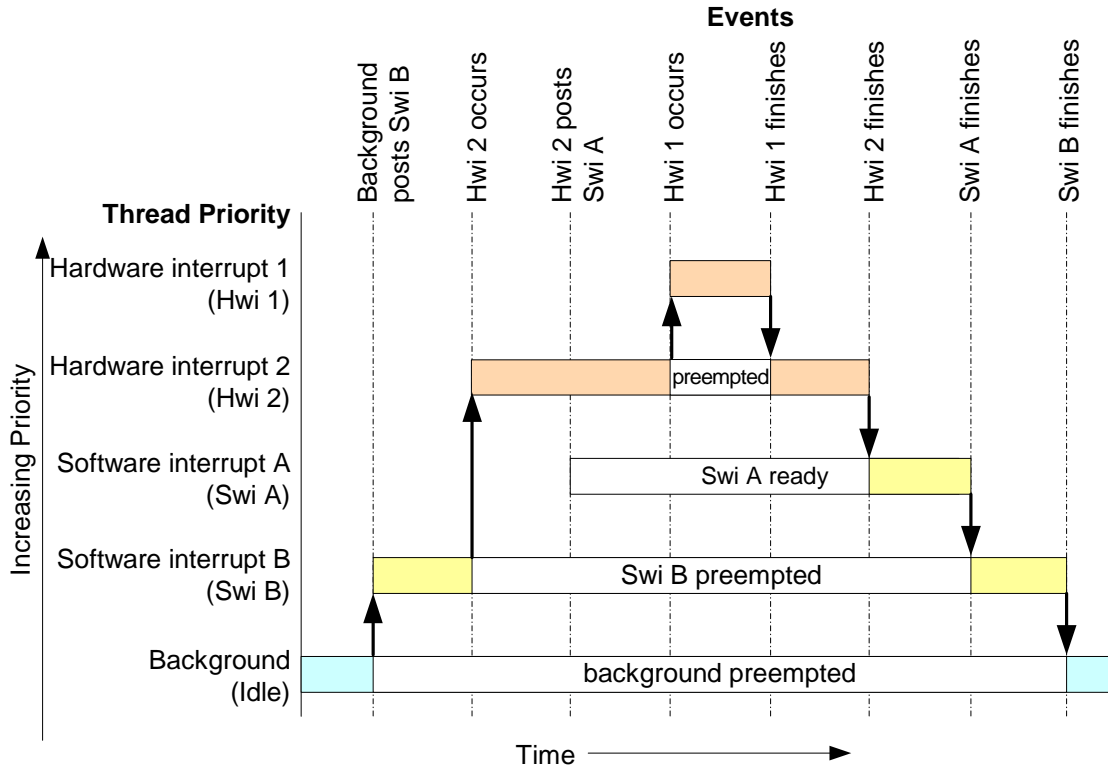 Events
Background
posts Swi B
Hwi 2 occurs
Hwi 2 posts
Swi A
Hwi 1 occurs
Hwi 1 finishes
Hwi 2 finishes
Swi A finishes
Swi B finishes
Thread Priority
Increasing Priority
Hardware interrupt 1
(Hwi 1)
Hardware interrupt 2
(Hwi 2)
preempted
Software interrupt A
(Swi A)
Swi A ready
Software interrupt B
(Swi B)
Swi B preempted
Background
(Idle)
background preempted
Time